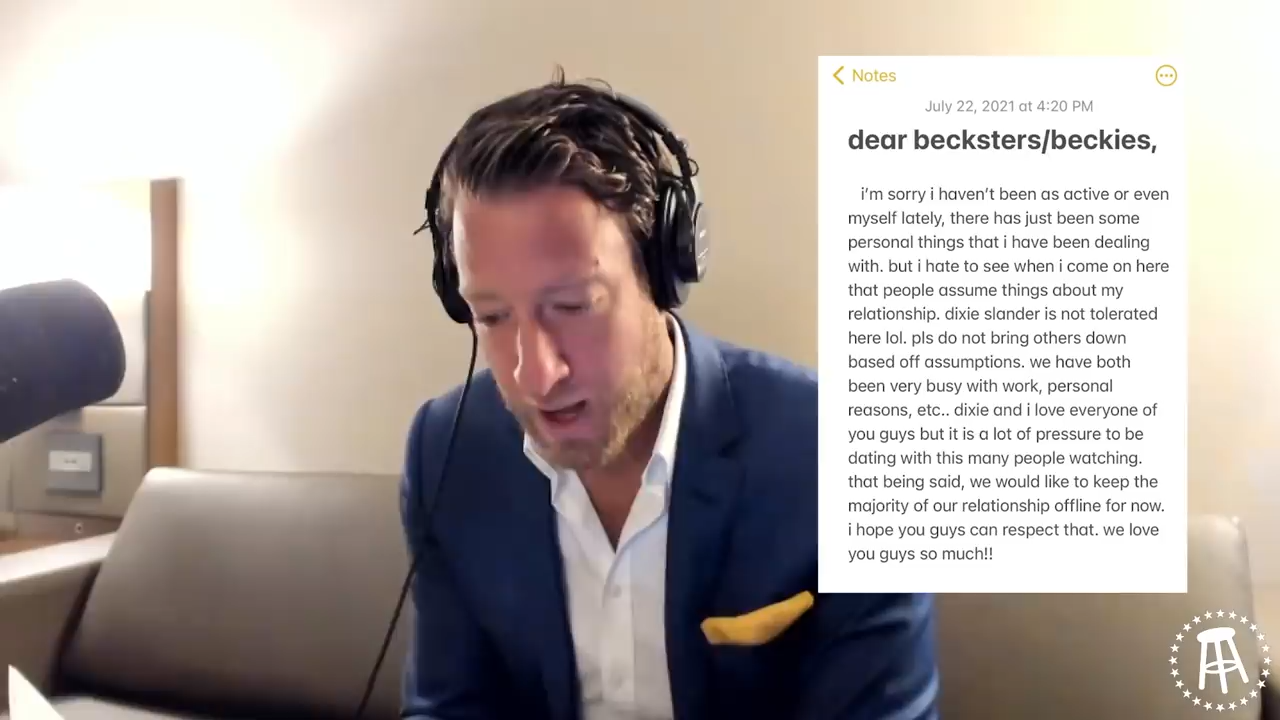 Notes
July 22, 2021 at 4:20 PM
dear becksters/beckies,
i'm sorry i haven't been as active or even
myself lately, there has just been some
personal things that i have been dealing
with. but i hate to see when i come on here
that people assume things about my
relationship. dixie slander is not tolerated
here lol. pls do not bring others down
based off assumptions. we have both
been very busy with work, personal
reasons, etc.. dixie and i love everyone of
you guys but it is a lot of pressure to be
dating with this many people watching.
that being said, we would like to keep the
majority of our relationship offline for now.
i hope you guys can respect that. we love
you guys so much!!